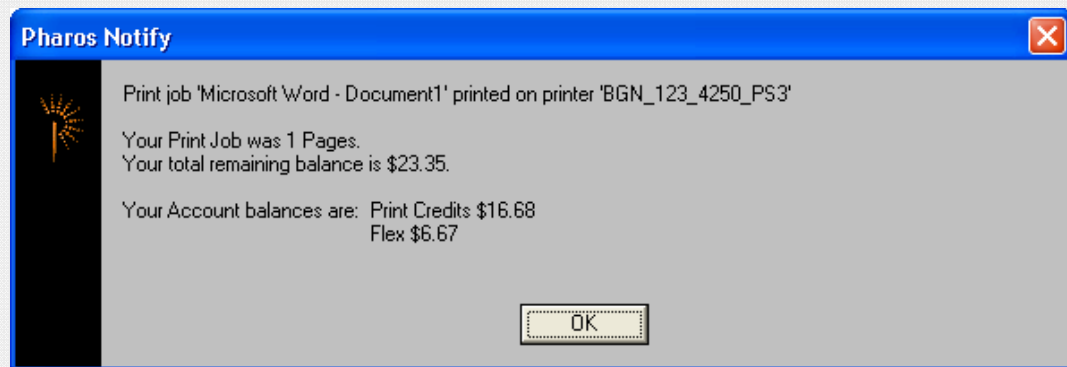 Pharos Notify
Print job 'Microsoft Word - Document1' printed on printer 'BGN_123_4250_PS3'
Your Print Job was 1 Pages.
Your total remaining balance is $23.35.
Your Account balances are: Print Credits $16.68
Flex $6.67
OK